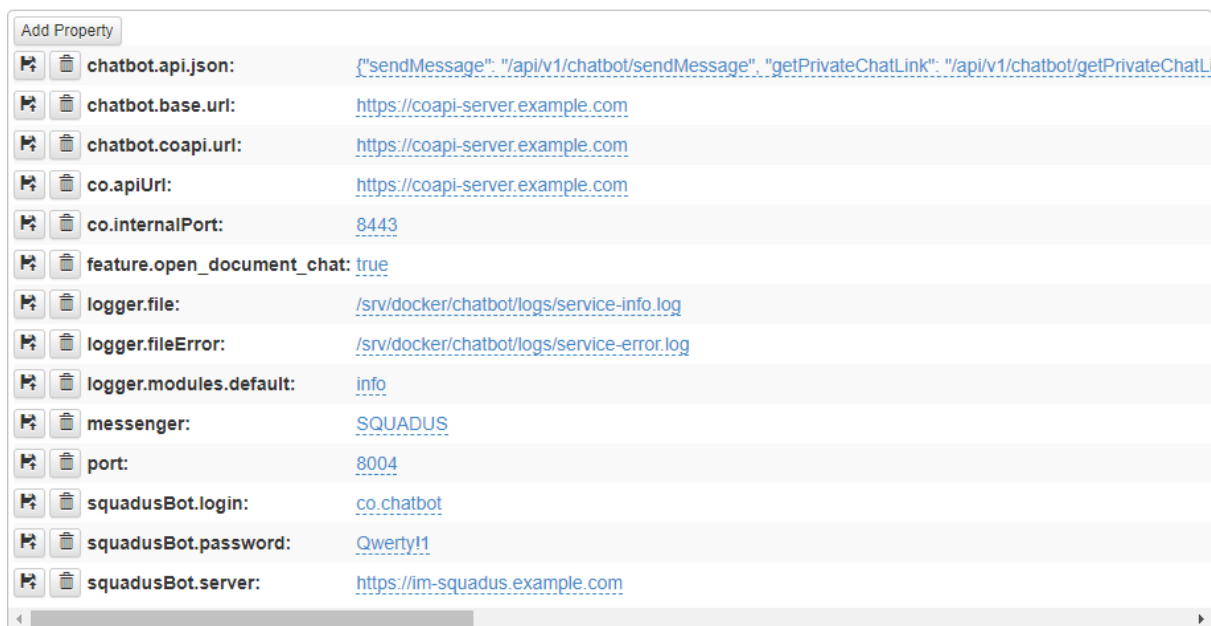 Add Property
chatbot.api.json: {"sendMessage": "/api/v1/chatbot/sendMessage", "getPrivateChatLink": "/api/v1/chatbot/getPrivateChatLi
chatbot.base.url: https://coapi-server.example.com
chatbot.coapi.url: https://coapi-server.example.com
co.apiUrl: https://coapi-server.example.com
co.internalPort: 8443
feature.open_document_chat: true
logger.file: /srv/docker/chatbot/logs/service-info.log
logger.fileError: /srv/docker/chatbot/logs/service-error.log
logger.modules.default: info
messenger: SQUADUS
port: 8004
squadusBot.login: co.chatbot
squadusBot.password: Qwerty!1
squadusBot.server: https://im-squadus.example.com